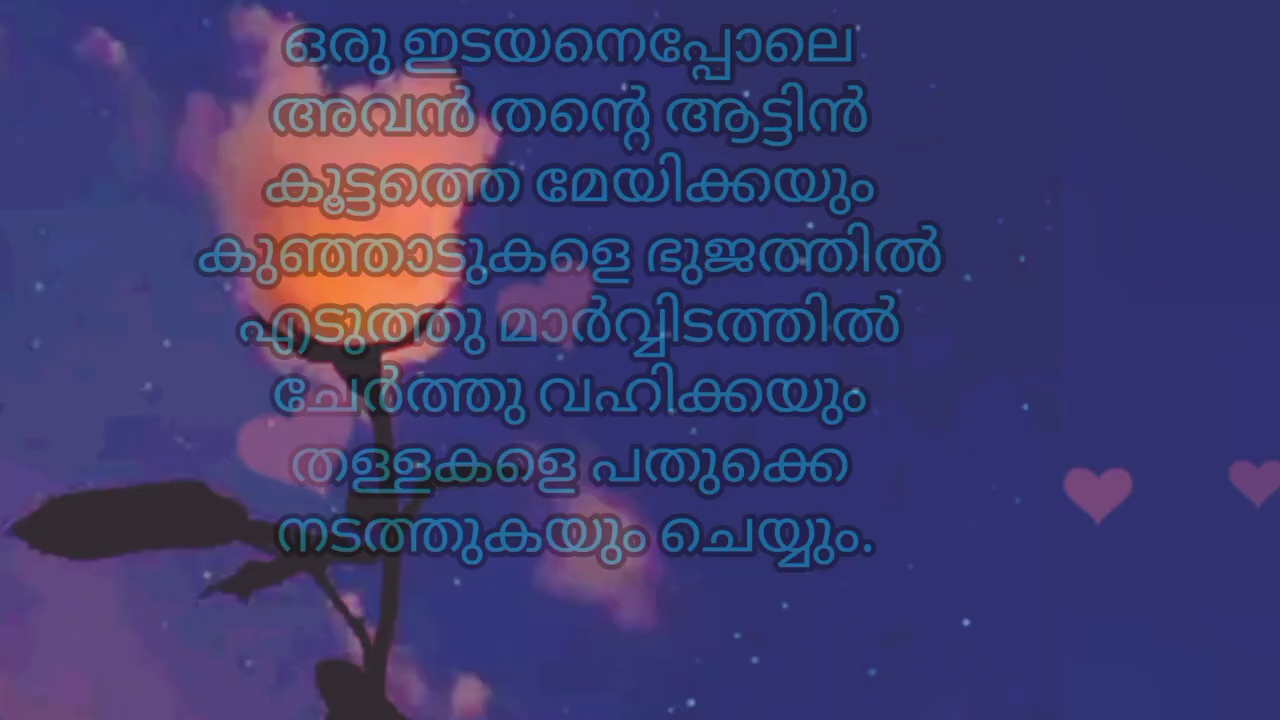 ഒരു ഇടയനെപ്പോലെ
അവൻ തന്റെ ആട്ടിൻ
കൂട്ടത്തെ മേയിക്കയും
കുഞ്ഞാടുകളെ ഭുജത്തിൽ
എടുത്തു മാർവ്വിടത്തിൽ
ചേർത്തു വഹിക്കയും
തള്ളകളെ പതുക്കെ
നടത്തുകയും ചെയ്യും.